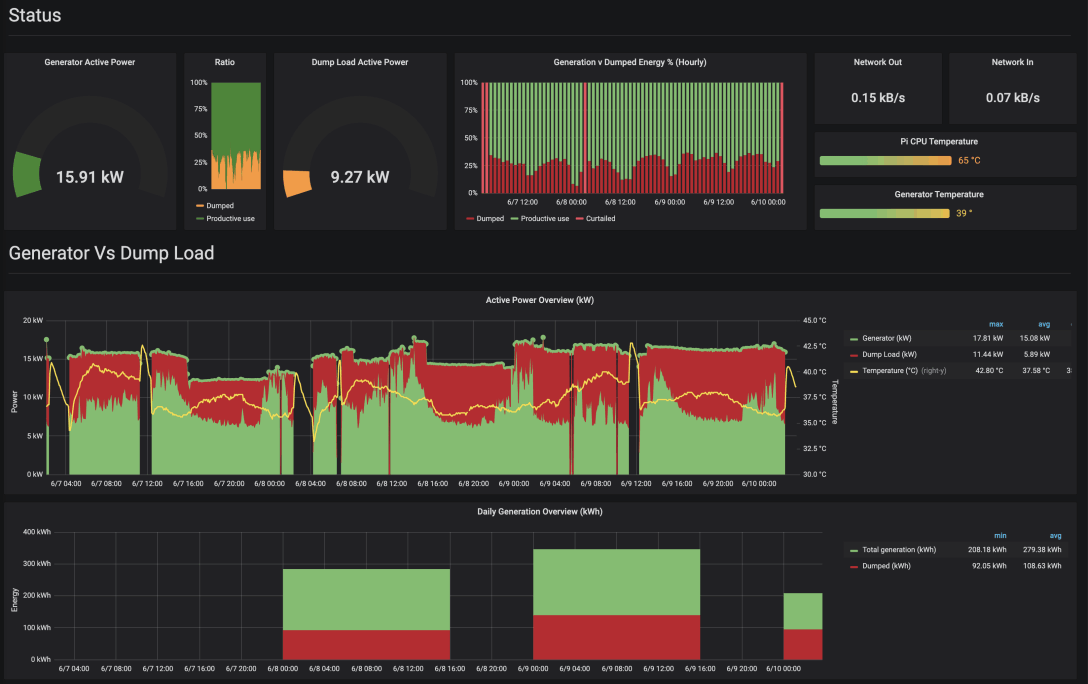 Status
Generator Active Power
15.91 kW
Ratio
100%
75%
50%
25%
0%
Dumped
Productive use
Dump Load Active Power
9.27 kW
Generation v Dumped Energy % (Hourly)
100%
75%
50%
25%
0%
6/7 12:00 6/8 00:00 6/8 12:00 6/9 00:00 6/9 12:00 6/10 00:00
Dumped Productive use Curtailed
Network Out
0.15 kB/s
Network In
0.07 kB/s
Pi CPU Temperature
65 °C
Generator Temperature
39 °
Generator Vs Dump Load
Active Power Overview (kW)
Power
20 kW
15 kW
10 kW
5 kW
0 kW
45.0 °C
42.5 °C
40.0 °C
37.5 °C
35.0 °C
32.5 °C
30.0 °C
Temperature
6/7 04:00 6/7 08:00 6/7 12:00 6/7 16:00 6/7 20:00 6/8 00:00 6/8 04:00 6/8 08:00 6/8 12:00 6/8 16:00 6/8 20:00 6/9 00:00 6/9 04:00 6/9 08:00 6/9 12:00 6/9 16:00 6/9 20:00 6/10 00:00
max avg
Generator (kW) 17.81 kW 15.08 kW
Dump Load (kW) 11.44 kW 5.89 kW
Temperature (°C) (right-y) 42.80 °C 37.58 °C
Daily Generation Overview (kWh)
Energy
400 kWh
300 kWh
200 kWh
100 kWh
0 kWh
6/7 04:00 6/7 08:00 6/7 12:00 6/7 16:00 6/7 20:00 6/8 00:00 6/8 04:00 6/8 08:00 6/8 12:00 6/8 16:00 6/8 20:00 6/9 00:00 6/9 04:00 6/9 08:00 6/9 12:00 6/9 16:00 6/9 20:00 6/10 00:00
min avg
Total generation (kWh) 208.18 kWh 279.38 kWh
Dumped (kWh) 92.05 kWh 108.63 kWh